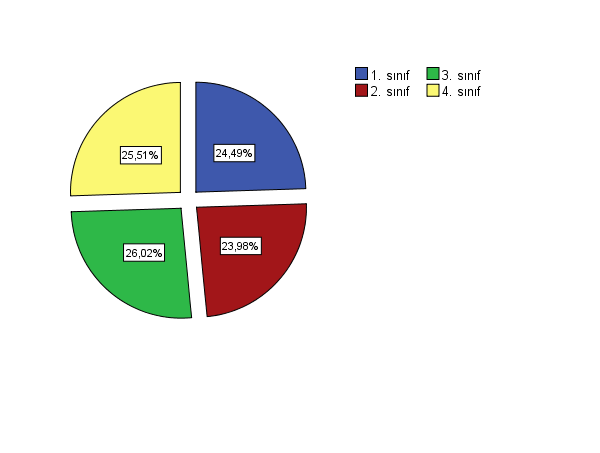 1. sınıf 3. sınıf
2. sınıf 4. sınıf
25,51% 24,49%
26,02% 23,98%